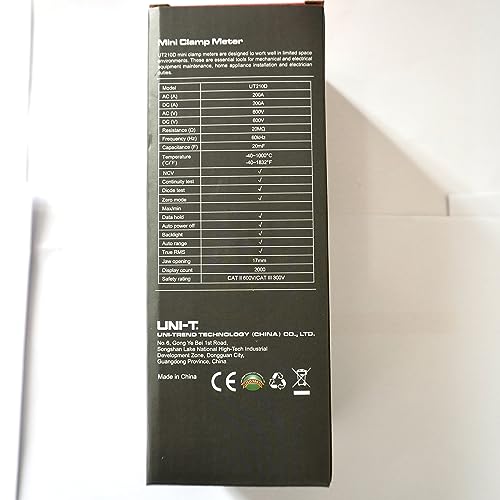 Mini Clamp Meter
UT210D mini clamp meters are designed to work well in limited space
environments. These are essential tools for mechanical and electrical
equipment maintenance, home appliance installation and electrician
duties.
Model UT210D
AC (A) 200A
DC (A) 200A
AC (V) 600V
DC (V) 600V
Resistance (Ω) 20MΩ
Frequency (Hz) 60kHz
Capacitance (F) 20mF
Temperature -40~1000°C
(°C/°F) -40~1832°F
NCV √
Continuity test √
Diode test √
Zero mode √
Max/min
Data hold √
Auto power off √
Backlight √
Auto range √
True RMS √
Jaw opening 17mm
Display count 2000
Safety rating CAT II 600V/CAT III 300V
UNI-T
UNI-TREND TECHNOLOGY (CHINA) CO., LTD.
No.6, Gong Ye Bei 1st Road,
Songshan Lake National High-Tech Industrial
Development Zone, Dongguan City,
Guangdong Province, China
CE